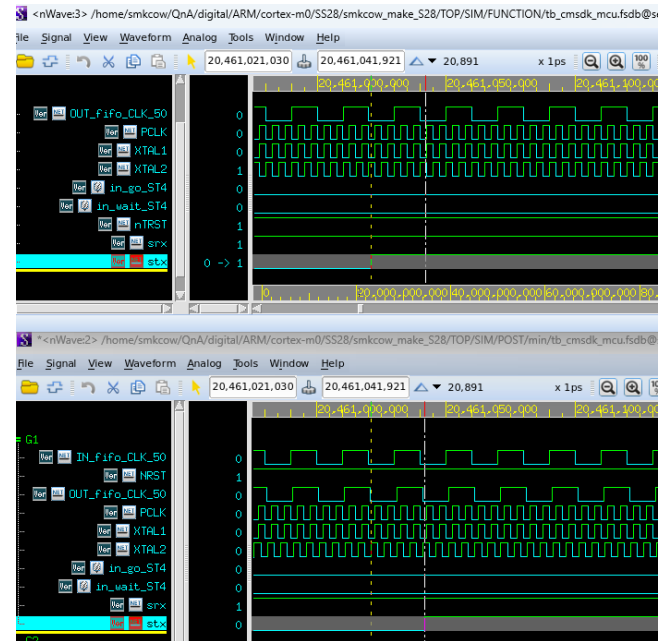 <nWave:3> /home/smkcow/QnA/digital/ARM/cortex-m0/SS28/smkcow_make_S28/TOP/SIM/FUNCTION/tb_cmsdk_mcu.fsdb@se
File Signal View Waveform Analog Tools Window Help
20,461,021,030 20,461,041,921 20,891 x 1ps 100 %
20,461,000,000 20,461,050,000 20,461,100,00
OUT_fifo_CLK_50 0
PCLK 0
XTAL1 0
XTAL2 1
in_go_ST4 0
in_wait_ST4 0
nTRST 1
srx 1
stx 0 -> 1
0, 20,000,000,000 40,000,000,000 60,000,000,000 80,
*<nWave:2> /home/smkcow/QnA/digital/ARM/cortex-m0/SS28/smkcow_make_S28/TOP/SIM/POST/min/tb_cmsdk_mcu.fsdb@
File Signal View Waveform Analog Tools Window Help
20,461,021,030 20,461,041,921 20,891 x 1ps
20,461,000,000 20,461,050,000 20,461,100,00
G1
IN_fifo_CLK_50 0
NRST 1
OUT_fifo_CLK_50 0
PCLK 0
XTAL1 0
XTAL2 0
in_go_ST4 0
in_wait_ST4 0
srx 1
stx 0
G2